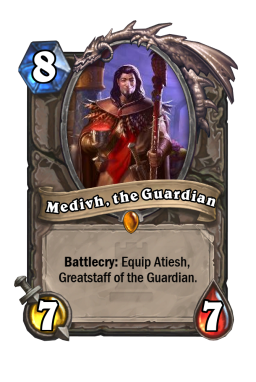 8
Medivh, the Guardian
Battlecry: Equip Atiesh,
Greatstaff of the Guardian.
7 7